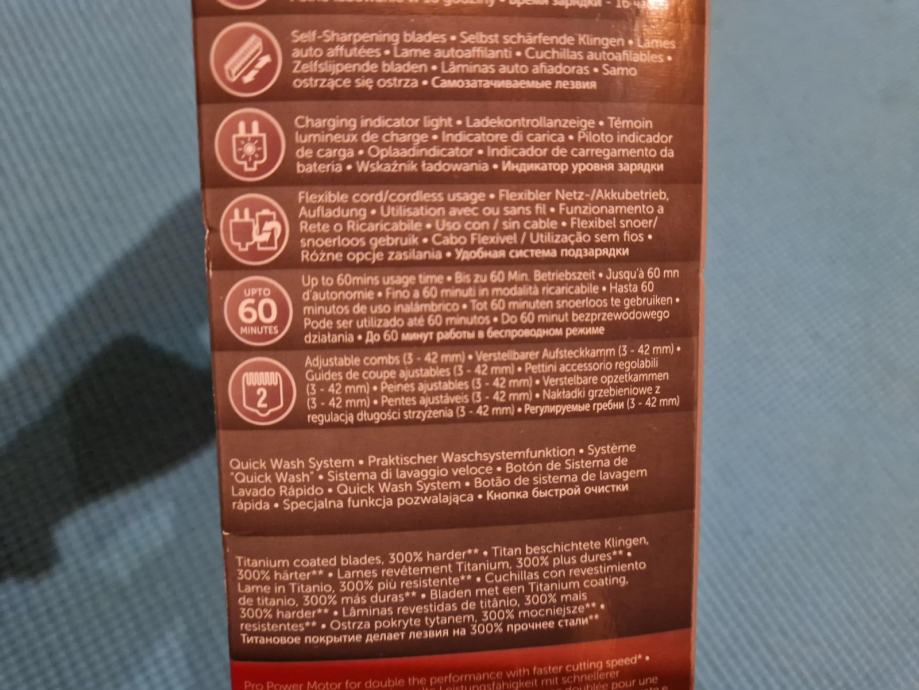 Pełne ładowanie w 16 godziny • Время зарядки - 16 ча
Self-Sharpening blades • Selbst schärfende Klingen • Lames
auto affutées • Lame autoaffilanti • Cuchillas autoafilables •
Zelfslijpende bladen • Lâminas auto afiadoras • Samo
ostrzące się ostrza • Самозатачиваемые лезвия
Charging indicator light • Ladekontrollanzeige • Témoin
lumineux de charge • Indicatore di carica • Piloto indicador
de carga • Oplaadindicator • Indicador de carregamento da
bateria • Wskaźnik ładowania • Индикатор уровня зарядки
Flexible cord/cordless usage • Flexibler Netz-/Akkubetrieb,
Aufladung • Utilisation avec ou sans fil • Funzionamento a
Rete o Ricaricabile • Uso con / sin cable • Flexibel snoer/
snoerloos gebruik • Cabo Flexivel / Utilização sem fios •
Różne opcje zasilania • Удобная система подзарядки
UPTO
60
MINUTES
Up to 60mins usage time • Bis zu 60 Min. Betriebszeit • Jusqu'à 60 mn
d'autonomie • Fino a 60 minuti in modalità ricaricabile • Hasta 60
minutos de uso inalámbrico • Tot 60 minuten snoerloos te gebruiken •
Pode ser utilizado até 60 minutos • Do 60 minut bezprzewodowego
działania • До 60 минут работы в беспроводном режиме
2
Adjustable combs (3 - 42 mm) • Verstellbarer Aufsteckkamm (3 - 42 mm) •
Guides de coupe ajustables (3 - 42 mm) • Pettini accessorio regolabili
(3 - 42 mm) • Peines ajustables (3 - 42 mm) • Verstelbare opzetkammen
(3 - 42 mm) • Pentes ajustáveis (3 - 42 mm) • Nakładki grzebieniowe z
regulacją długości strzyżenia (3 - 42 mm) • Регулируемые гребни (3 - 42 mm)
Quick Wash System • Praktischer Waschsystemfunktion • Système
"Quick Wash" • Sistema di lavaggio veloce • Botón de Sistema de
Lavado Rápido • Quick Wash System • Botão de sistema de lavagem
rápida • Specjalna funkcja pozwalająca • Кнопка быстрой очистки
Titanium coated blades, 300% harder** • Titan beschichtete Klingen,
300% härter** • Lames revêtement Titanium, 300% plus dures** •
Lame in Titanio, 300% più resistente** • Cuchillas con revestimiento
de titanio, 300% más duras** • Bladen met een Titanium coating,
300% harder** • Lâminas revestidas de titânio, 300% mais
resistentes** • Ostrza pokryte tytanem, 300% mocniejsze** •
Титановое покрытие делает лезвия на 300% прочнее стали**
Pro Power Motor for double the performance with faster cutting speed* •
Leistungsfähigkeit mit schnellerer
doublée pour une